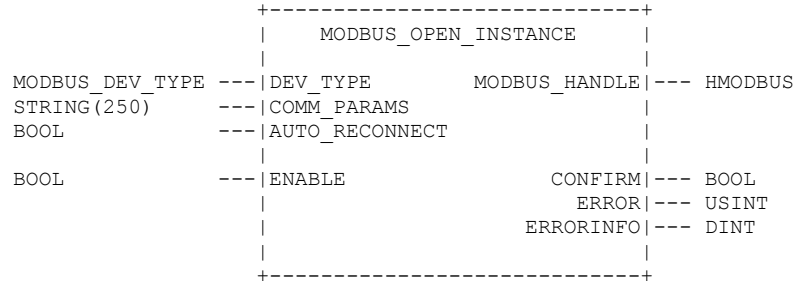 MODBUS_OPEN_INSTANCE
MODBUS_DEV_TYPE ---|DEV_TYPE MODBUS_HANDLE|--- HMODBUS
STRING(250) ---|COMM_PARAMS
BOOL ---|AUTO_RECONNECT
BOOL ---|ENABLE CONFIRM|--- BOOL
ERROR|--- USINT
ERRORINFO|--- DINT